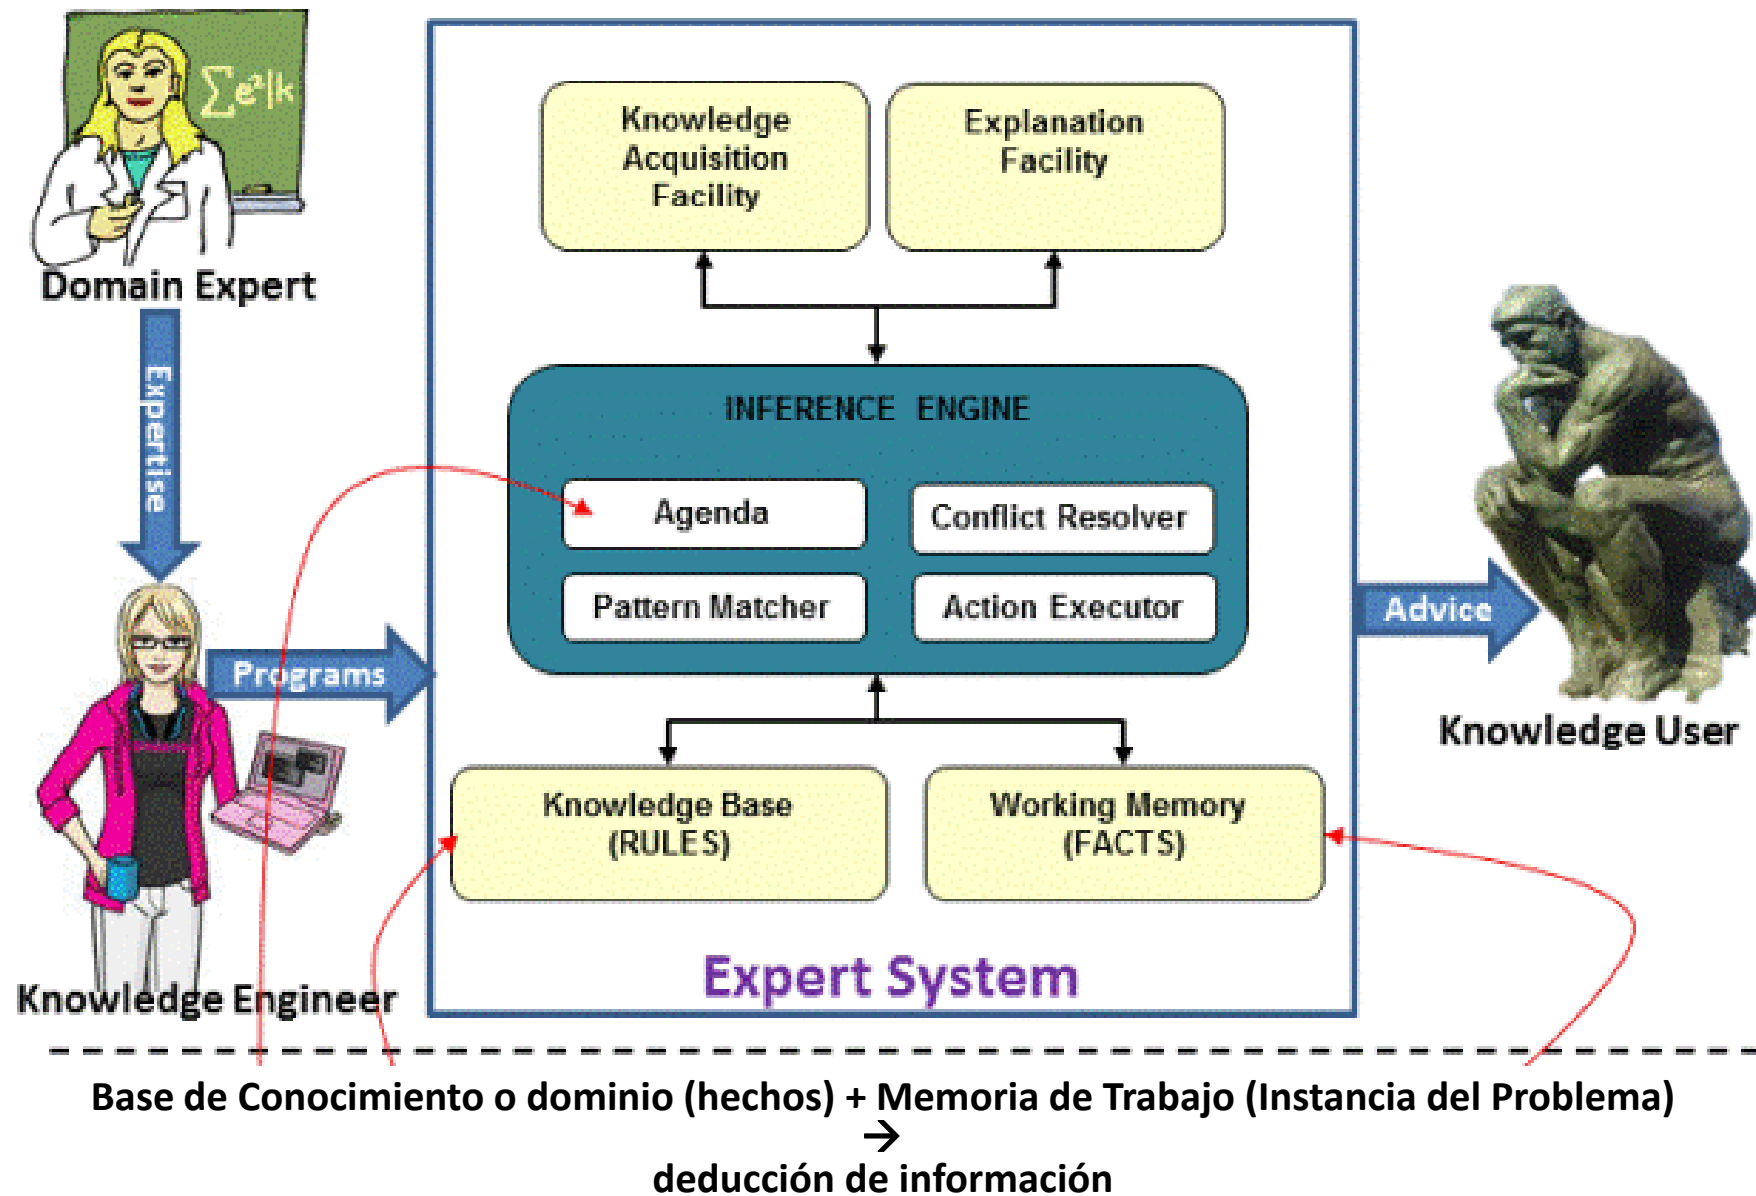 ∑e²|k
Domain Expert
Expertise
Programs
Knowledge Engineer
Knowledge
Acquisition
Facility
Explanation
Facility
INFERENCE ENGINE
Agenda
Conflict Resolver
Pattern Matcher
Action Executor
Knowledge Base
(RULES)
Working Memory
(FACTS)
Expert System
Advice
Knowledge User
Base de Conocimiento o dominio (hechos) + Memoria de Trabajo (Instancia del Problema)
→
deducción de información